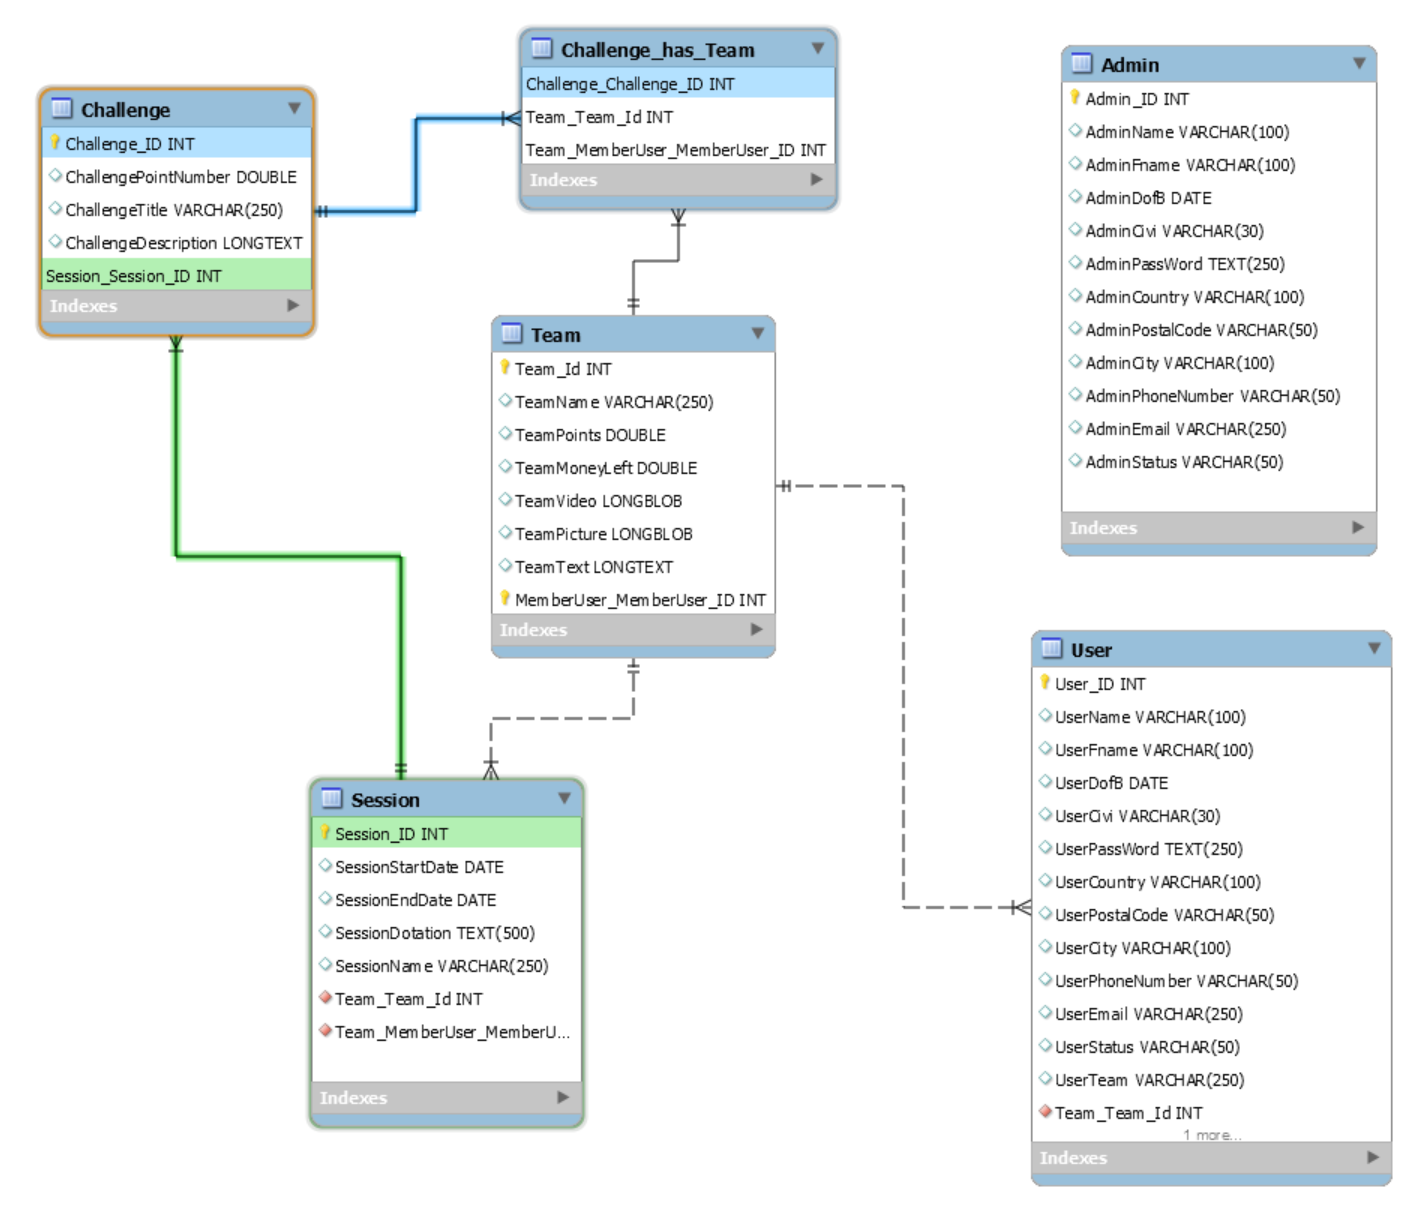 Challenge
Challenge_ID INT
ChallengePointNumber DOUBLE
ChallengeTitle VARCHAR(250)
ChallengeDescription LONGTEXT
Session_Session_ID INT
Indexes
Challenge_has_Team
Challenge_Challenge_ID INT
Team_Team_Id INT
Team_MemberUser_MemberUser_ID INT
Indexes
Admin
Admin_ID INT
AdminName VARCHAR(100)
AdminFname VARCHAR(100)
AdminDofB DATE
AdminCivi VARCHAR(30)
AdminPassWord TEXT(250)
AdminCountry VARCHAR(100)
AdminPostalCode VARCHAR(50)
AdminCity VARCHAR(100)
AdminPhoneNumber VARCHAR(50)
AdminEmail VARCHAR(250)
AdminStatus VARCHAR(50)
Indexes
Team
Team_Id INT
TeamName VARCHAR(250)
TeamPoints DOUBLE
TeamMoneyLeft DOUBLE
TeamVideo LONGBLOB
TeamPicture LONGBLOB
TeamText LONGTEXT
MemberUser_MemberUser_ID INT
Indexes
Session
Session_ID INT
SessionStartDate DATE
SessionEndDate DATE
SessionDotation TEXT(500)
SessionName VARCHAR(250)
Team_Team_Id INT
Team_MemberUser_MemberU...
Indexes
User
User_ID INT
UserName VARCHAR(100)
UserFname VARCHAR(100)
UserDofB DATE
UserCivi VARCHAR(30)
UserPassWord TEXT(250)
UserCountry VARCHAR(100)
UserPostalCode VARCHAR(50)
UserCity VARCHAR(100)
UserPhoneNumber VARCHAR(50)
UserEmail VARCHAR(250)
UserStatus VARCHAR(50)
UserTeam VARCHAR(250)
Team_Team_Id INT
1 more...
Indexes